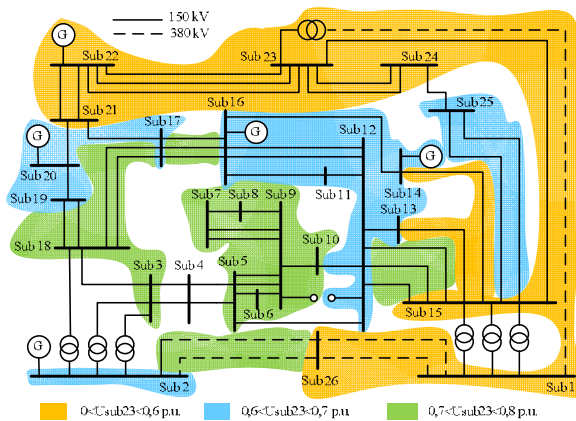 150 kV
380 kV
G
Sub 22
Sub 23
Sub 24
Sub 21
Sub 17
Sub 16
Sub 25
G
G
Sub 12
G
Sub 20
Sub 11
Sub 14
Sub 19
Sub 7
Sub 8
Sub 9
Sub 13
Sub 18
Sub 10
Sub 3
Sub 4
Sub 5
Sub 6
Sub 15
G
Sub 2
Sub 26
Sub 1
0<Usub23<0,6 p.u.
0,6<Usub23<0,7 p.u.
0,7<Usub23<0,8 p.u.